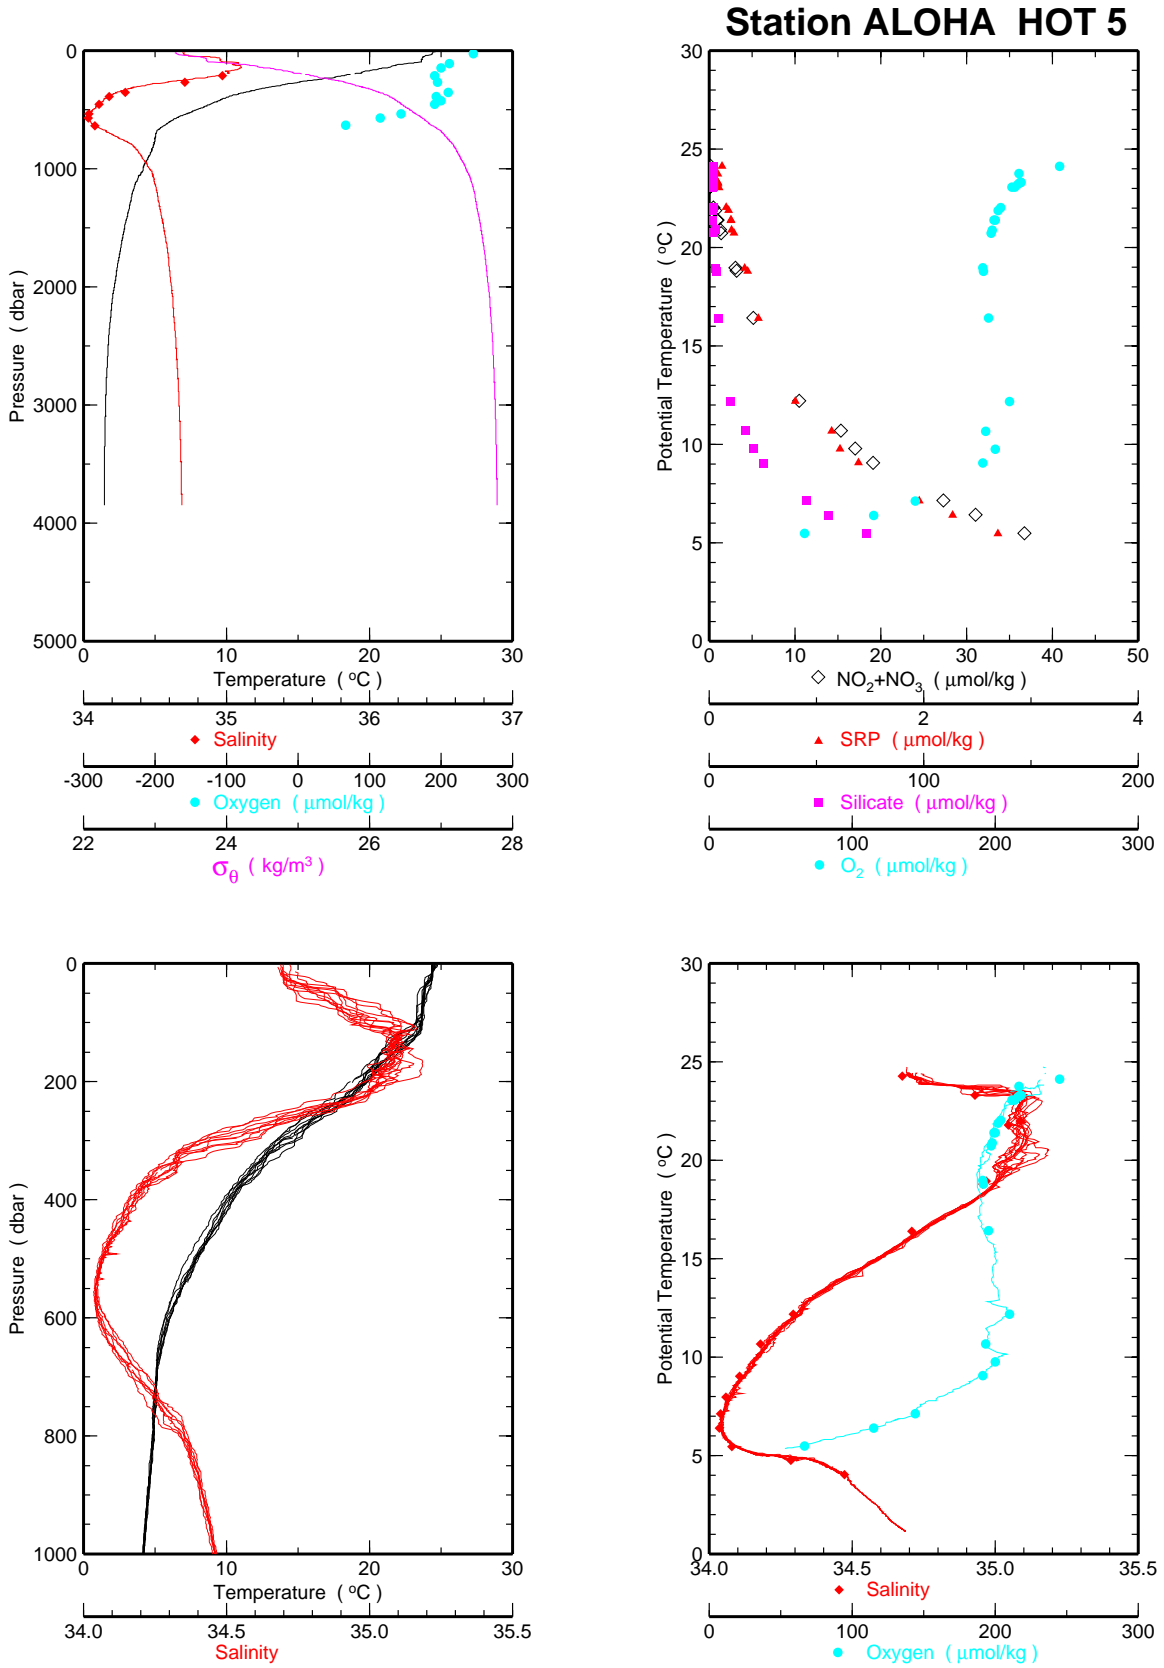 Station ALOHA  HOT 5
0
1000
2000
3000
4000
5000
Pressure ( dbar)
0 10 20 30
Temperature ( °C)
34 35 36 37
Salinity
-300 -200 -100 0 100 200 300
Oxygen ( μmol/kg)
22 24 26 28
σθ ( kg/m³)
30
25
20
15
10
5
0
Potential Temperature ( °C)
0 10 20 30 40 50
NO₂+NO₃ ( μmol/kg)
0 2 4
SRP ( μmol/kg)
0 100 200
Silicate ( μmol/kg)
0 100 200 300
O₂ ( μmol/kg)
0
200
400
600
800
1000
Pressure ( dbar)
0 10 20 30
Temperature ( °C)
34.0 34.5 35.0 35.5
Salinity
30
25
20
15
10
5
0
Potential Temperature ( °C)
34.0 34.5 35.0 35.5
Salinity
0 100 200 300
Oxygen ( μmol/kg)